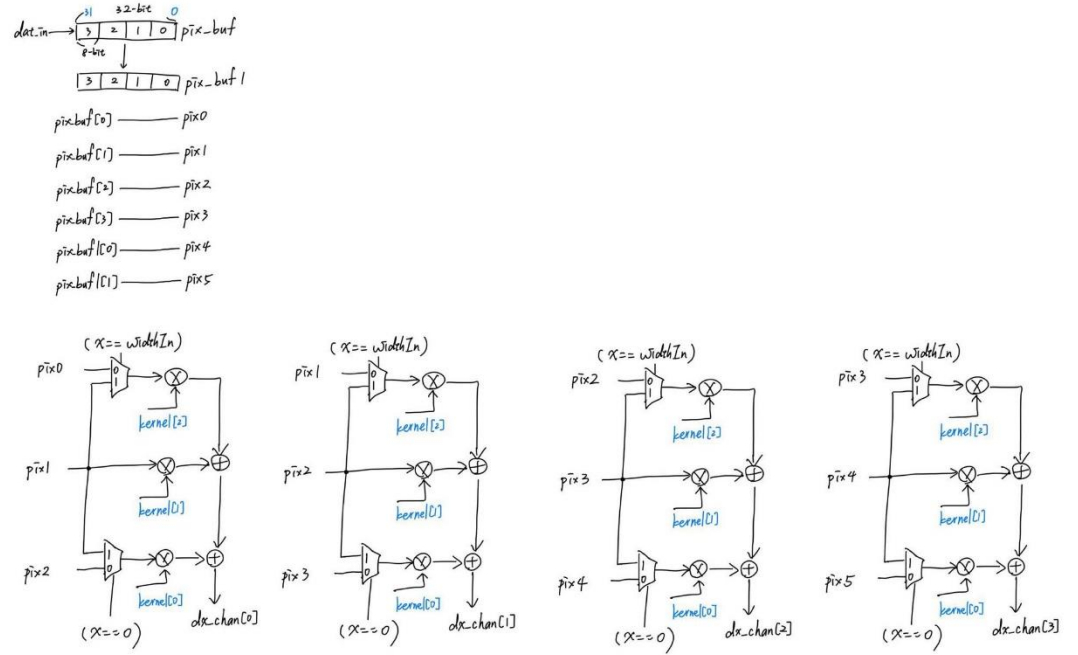 31 32-bit 0
dat_in 3 2 1 0 pix_buf
8-bit
3 2 1 0 pix_buf1
pixbuf[0] pix0
pixbuf[1] pix1
pixbuf[2] pix2
pixbuf[3] pix3
pixbuf1[0] pix4
pixbuf1[1] pix5
(X== widthIn)
pix0 0
1
kernel[2]
pix1
kernel[1]
1
pix2 0
kernel[0]
(X==0)
dx_chan[0]
(X== widthIn)
pix1 0
1
kernel[2]
pix2
kernel[1]
1
pix3 0
kernel[0]
(X==0)
dx_chan[1]
(X== widthIn)
pix2 0
1
kernel[2]
pix3
kernel[1]
1
pix4 0
kernel[0]
(X==0)
dx_chan[2]
(X== widthIn)
pix3 0
1
kernel[2]
pix4
kernel[1]
1
pix5 0
kernel[0]
(X==0)
dx_chan[3]